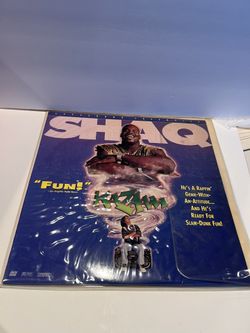 SHAQ
"FUN!"
KAZAAM
HE'S A RAPPIN'
GENIE-WITH-
AN-ATTITUDE...
AND HE'S
READY FOR
SLAM-DUNK FUN!